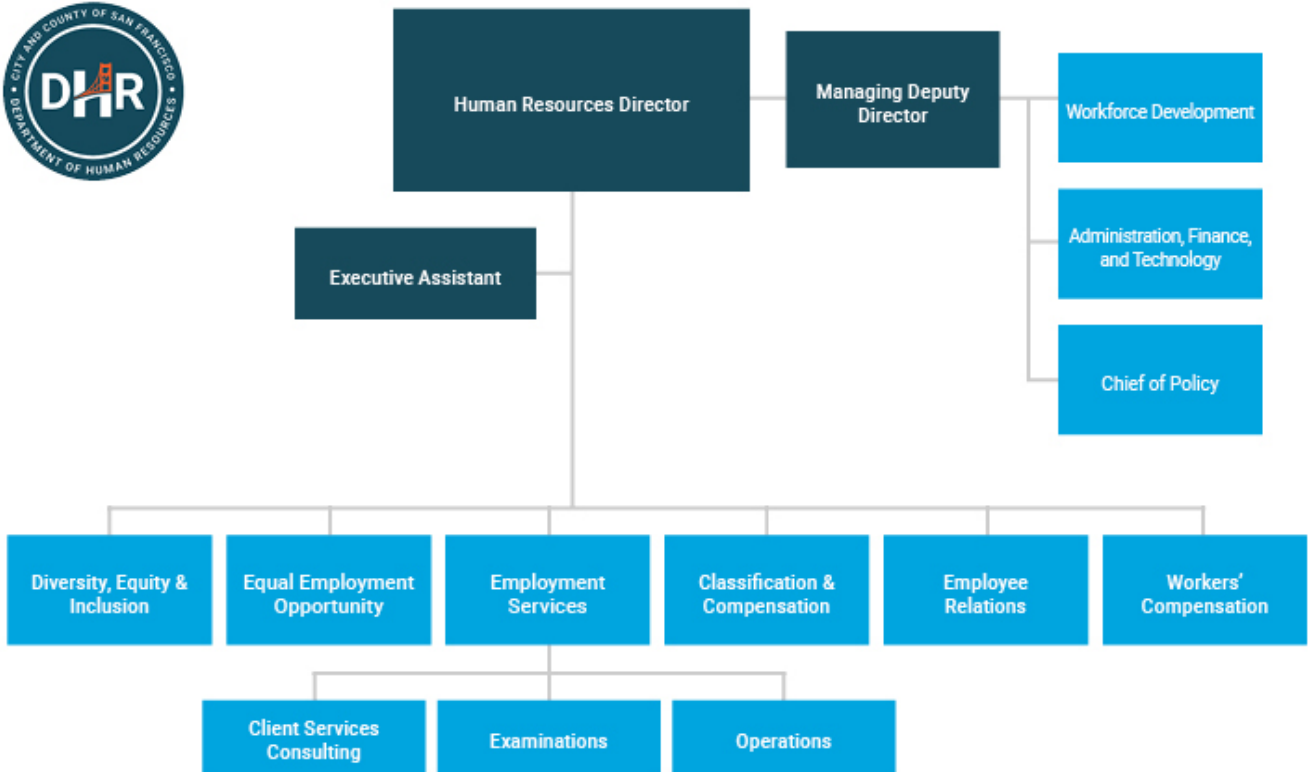 CITY AND COUNTY OF SAN FRANCISCO
DHR
DEPARTMENT OF HUMAN RESOURCES
Human Resources Director
Managing Deputy
Director
Workforce Development
Administration, Finance,
and Technology
Chief of Policy
Executive Assistant
Diversity, Equity &
Inclusion
Equal Employment
Opportunity
Employment
Services
Classification &
Compensation
Employee
Relations
Workers’
Compensation
Client Services
Consulting
Examinations
Operations